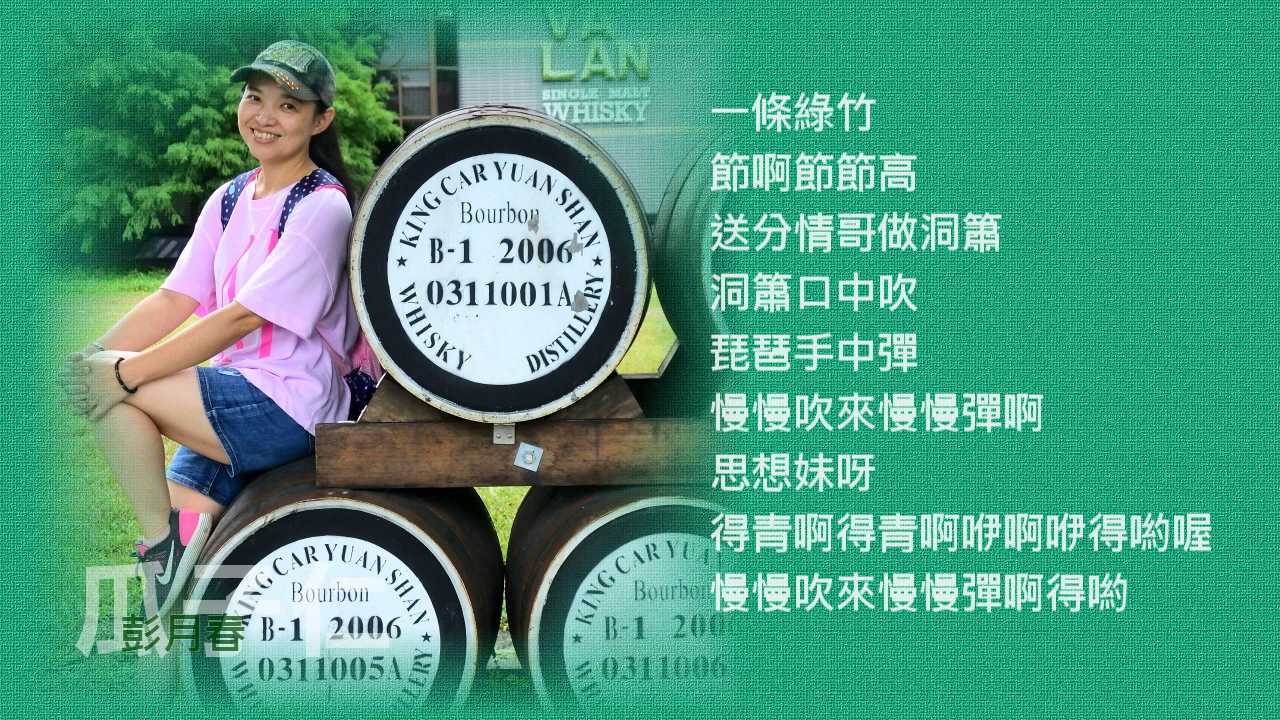 VA
LAN
SINGLE MALT
WHISKY
KING CAR YUAN SHAN
Bourbon
B-1 2006
0311001A
WHISKY DISTILLERY
KING CAR YUAN SHAN
Bourbon
B-1 2006
0311005A
KING CAR YU
Bourbon
B-1 200
0311006
彭月春
一條綠竹
節啊節節高
送分情哥做洞簫
洞簫口中吹
琵琶手中彈
慢慢吹來慢慢彈啊
思想妹呀
得青啊得青啊咿啊咿得喲喔
慢慢吹來慢慢彈啊得喲